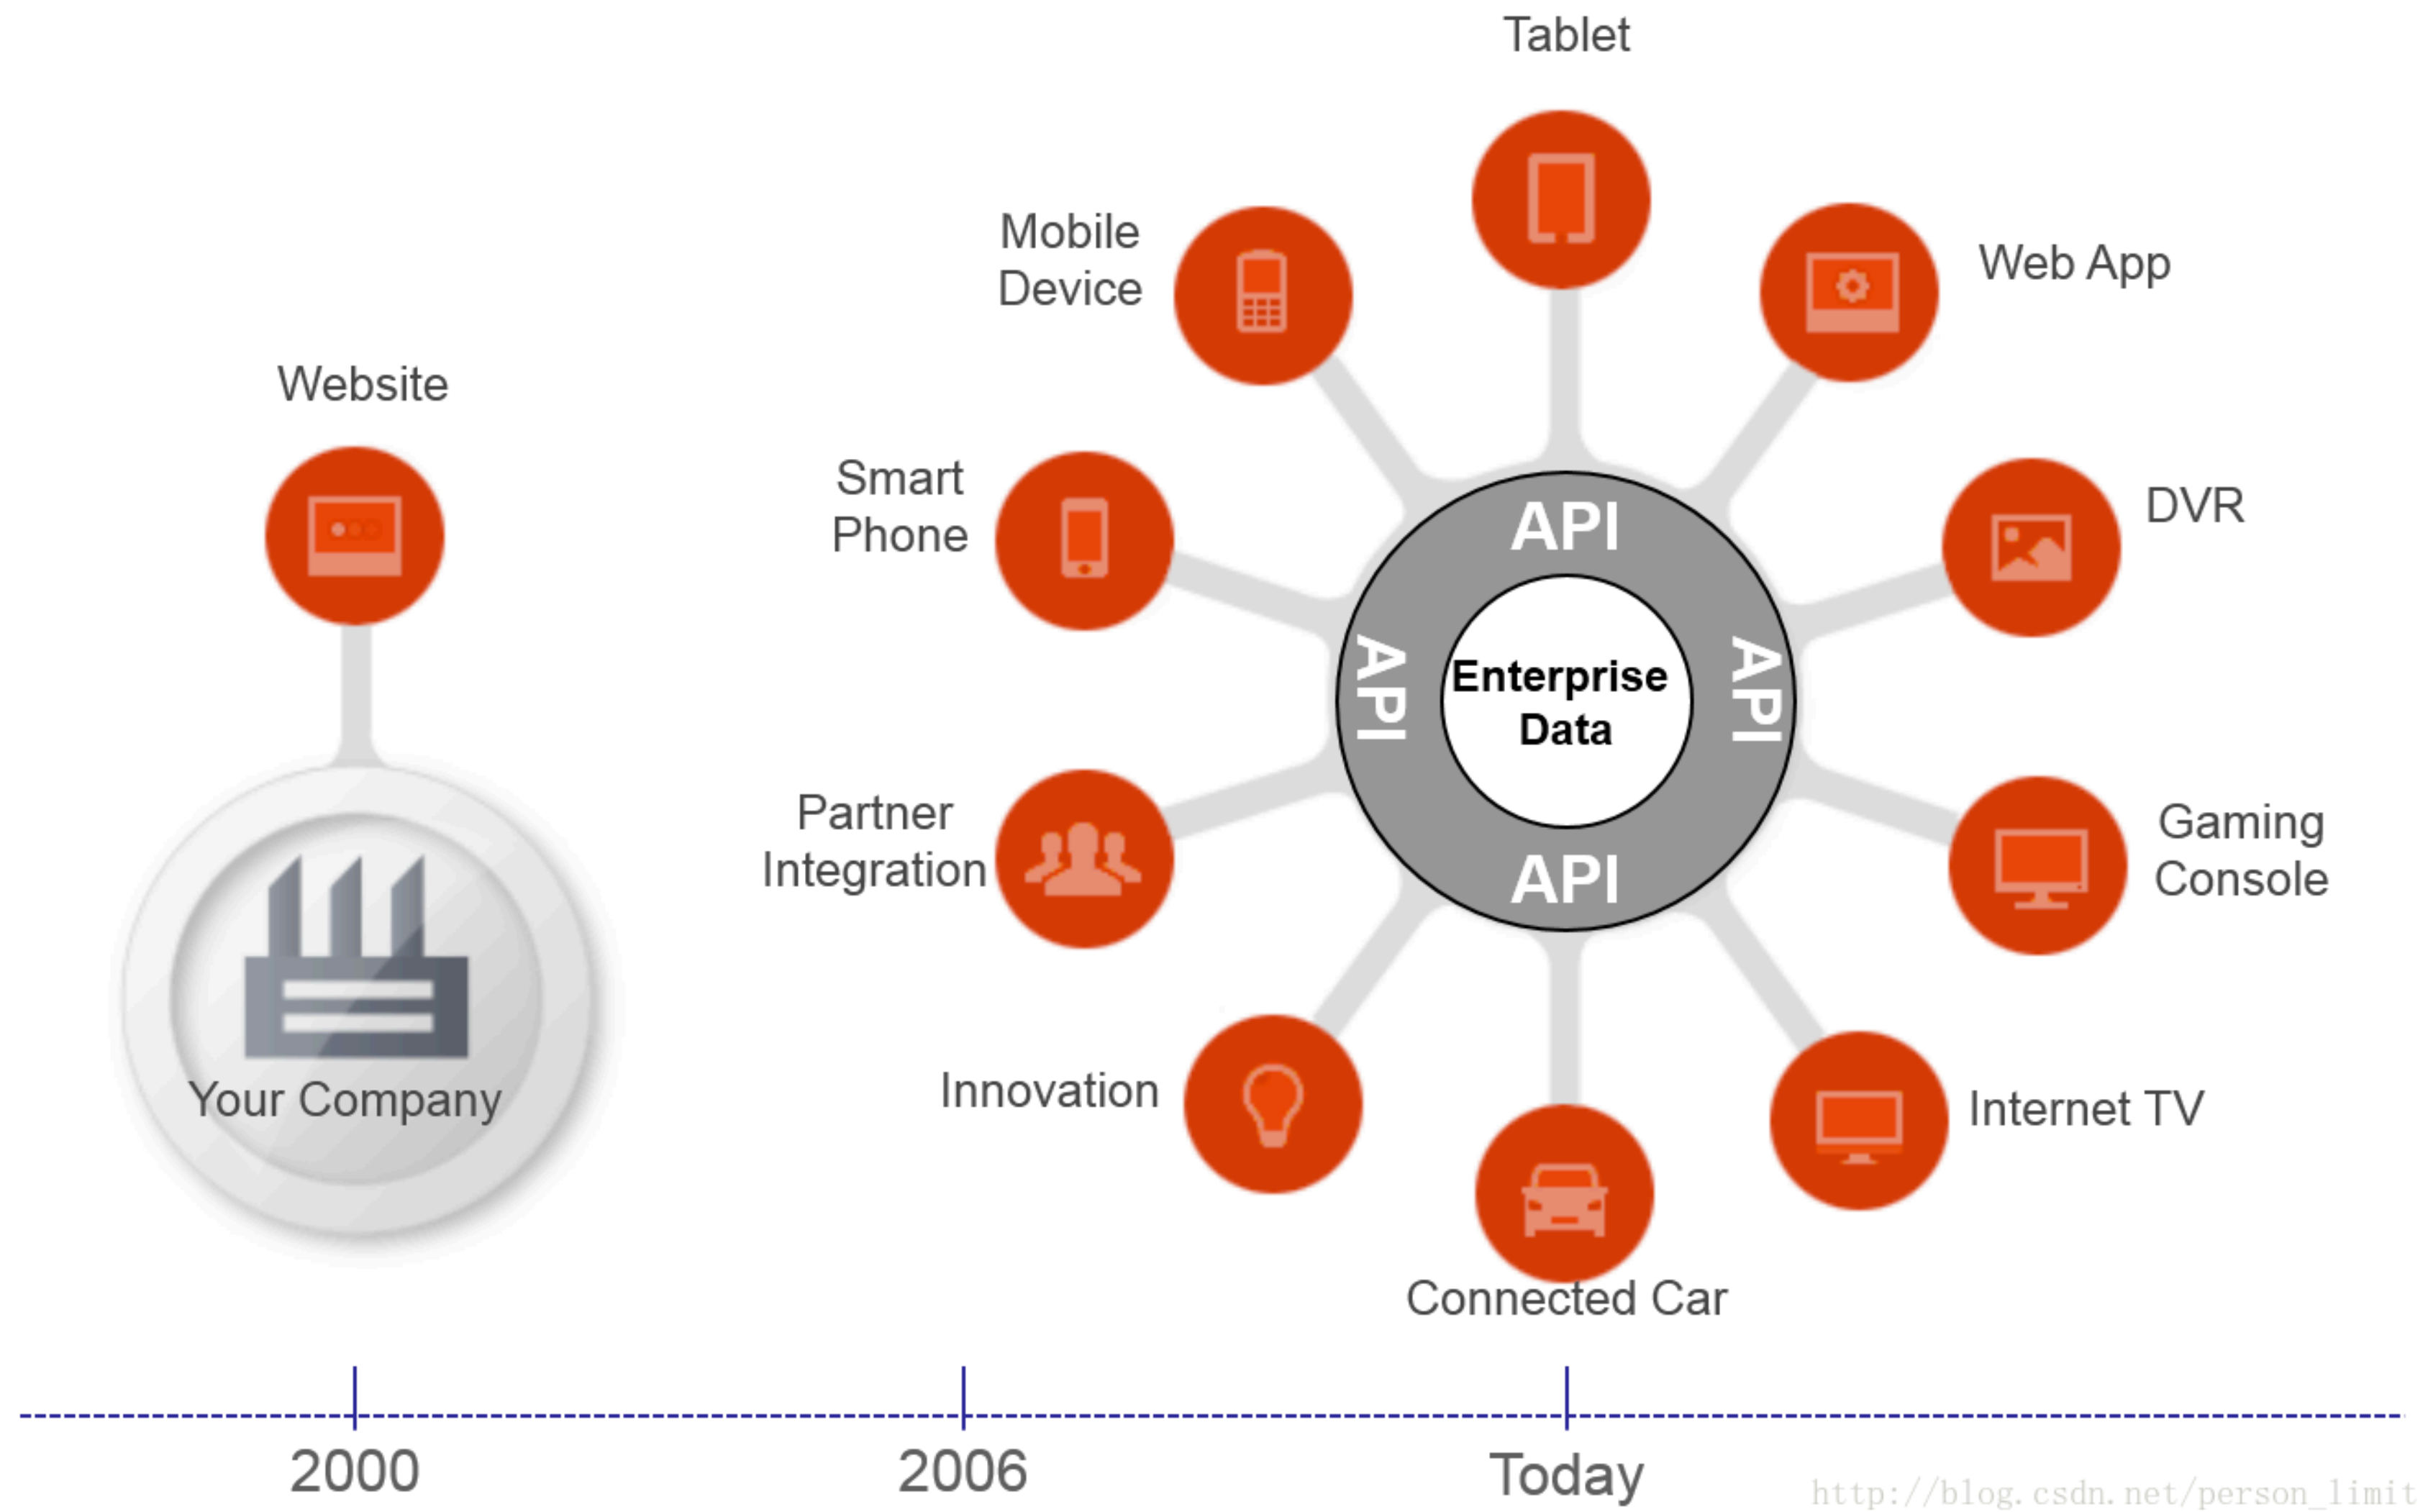 Tablet
Mobile
Device
Web App
Website
Smart
Phone
DVR
API
API
Enterprise
Data
API
Partner
Integration
Gaming
Console
API
Your Company
Innovation
Internet TV
Connected Car
2000
2006
Today
http://blog.csdn.net/person_limit